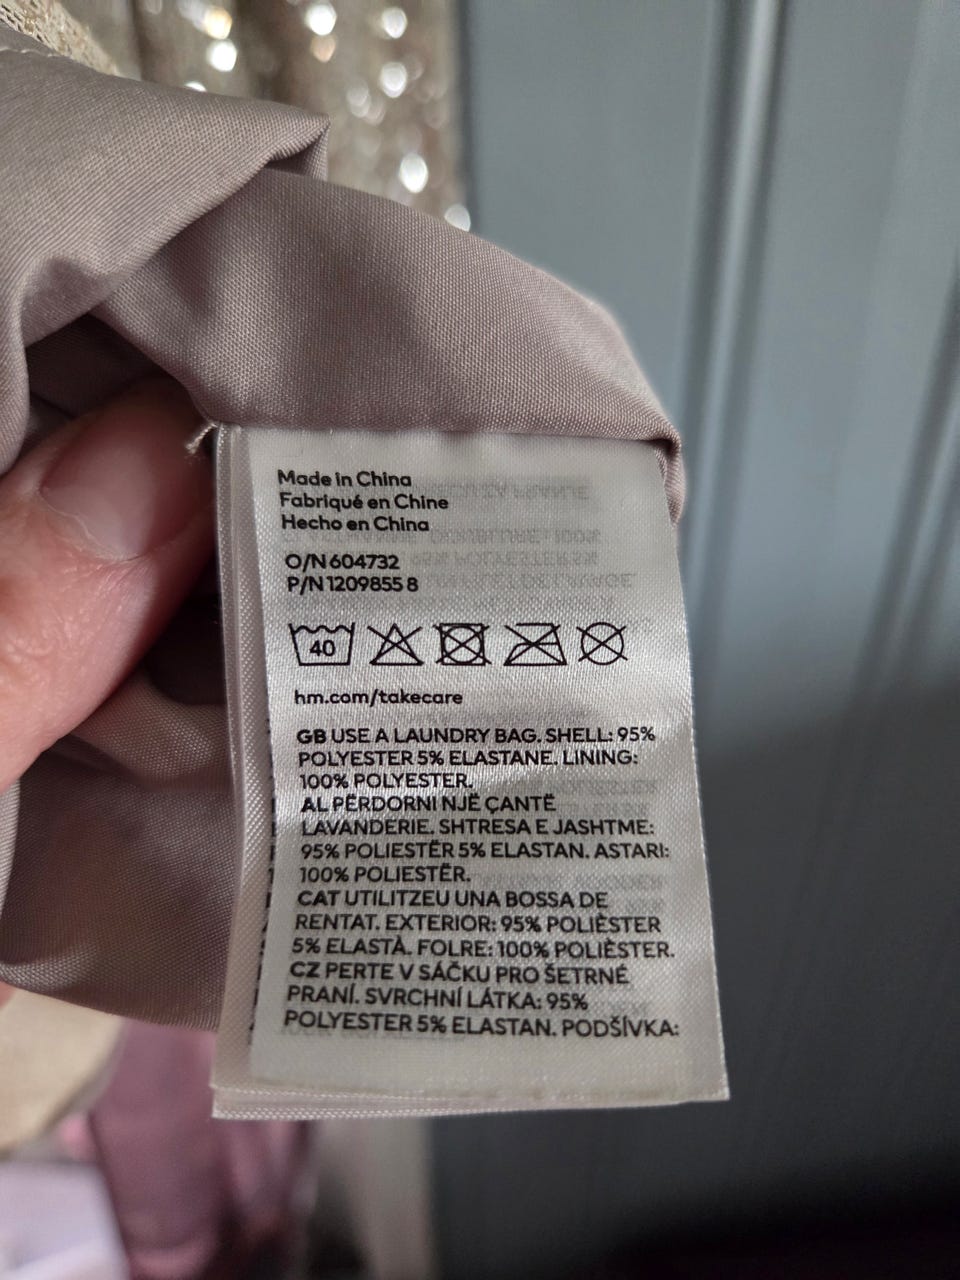 Made in China
Fabriqué en Chine
Hecho en China
O/N 604732
P/N 1209855 8
40
hm.com/takecare
GB USE A LAUNDRY BAG. SHELL: 95%
POLYESTER 5% ELASTANE. LINING:
100% POLYESTER.
AL PËRDORNI NJË ÇANTË
LAVANDERIE. SHTRESA E JASHTME:
95% POLIESTËR 5% ELASTAN. ASTARI:
100% POLIESTËR.
CAT UTILITZEU UNA BOSSA DE
RENTAT. EXTERIOR: 95% POLIÈSTER
5% ELASTÀ. FOLRE: 100% POLIÈSTER.
CZ PERTE V SÁČKU PRO ŠETRNÉ
PRANÍ. SVRCHNÍ LÁTKA: 95%
POLYESTER 5% ELASTAN. PODŠÍVKA: